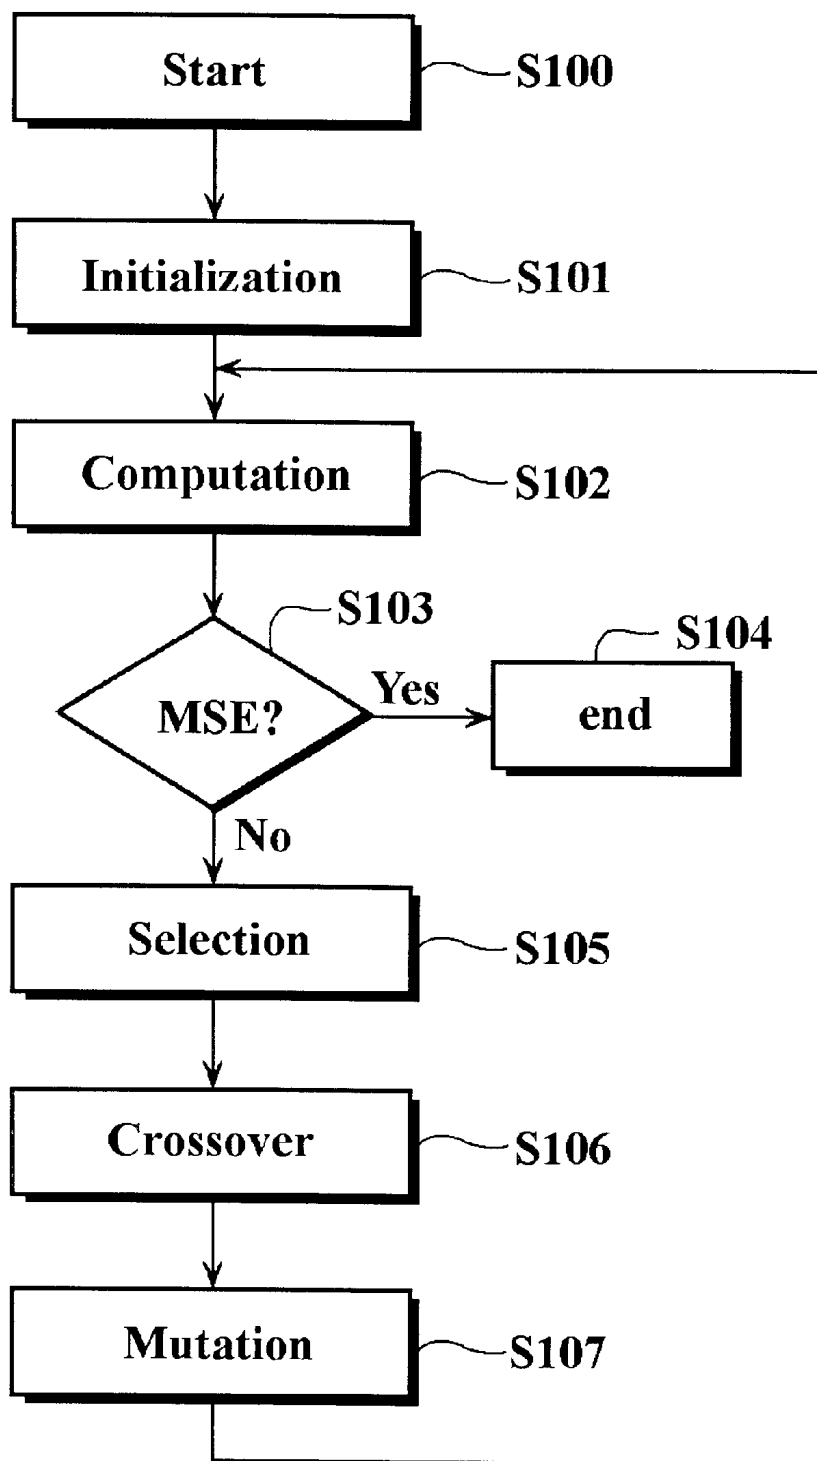 Start
S100
Initialization
S101
Computation
S102
S103
MSE?
Yes
S104
end
No
Selection
S105
Crossover
S106
Mutation
S107